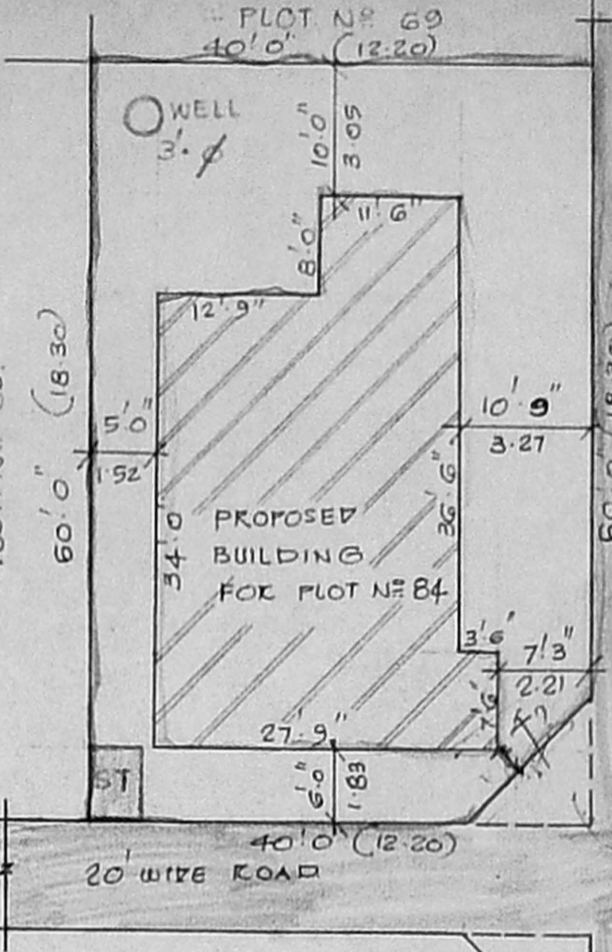 PLOT Nº 69
40'0" (12.20)
WELL
3'.ø
10'0"
3.05
11'6"
8'0"
12'.9"
60'.0" (18.30)
5'0"
1.52
10'9"
3.27
34'.0"
36'.6"
PROPOSED
BUILDING
FOR PLOT Nº 84
3'6"
7'3"
2.21
7'.6"
27'.9"
6'.0"
1.83
ST
40'0" (12.20)
20' WIDE ROAD